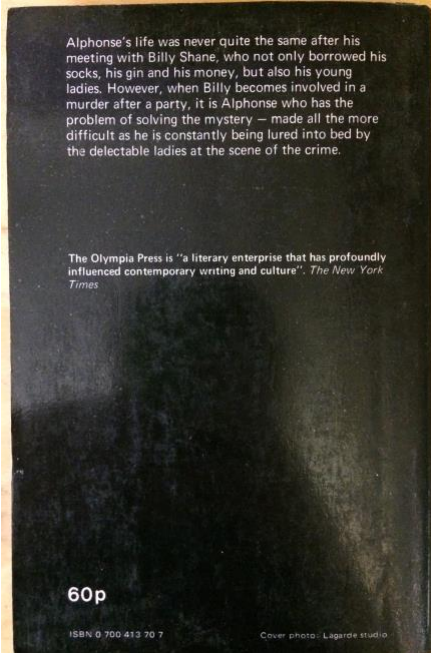 Alphonse's life was never quite the same after his
meeting with Billy Shane, who not only borrowed his
socks, his gin and his money, but also his young
ladies. However, when Billy becomes involved in a
murder after a party, it is Alphonse who has the
problem of solving the mystery — made all the more
difficult as he is constantly being lured into bed by
the delectable ladies at the scene of the crime.
The Olympia Press is "a literary enterprise that has profoundly
influenced contemporary writing and culture". The New York
Times
60p
ISBN 0 700 413 70 7
Cover photo: Lagarde studio